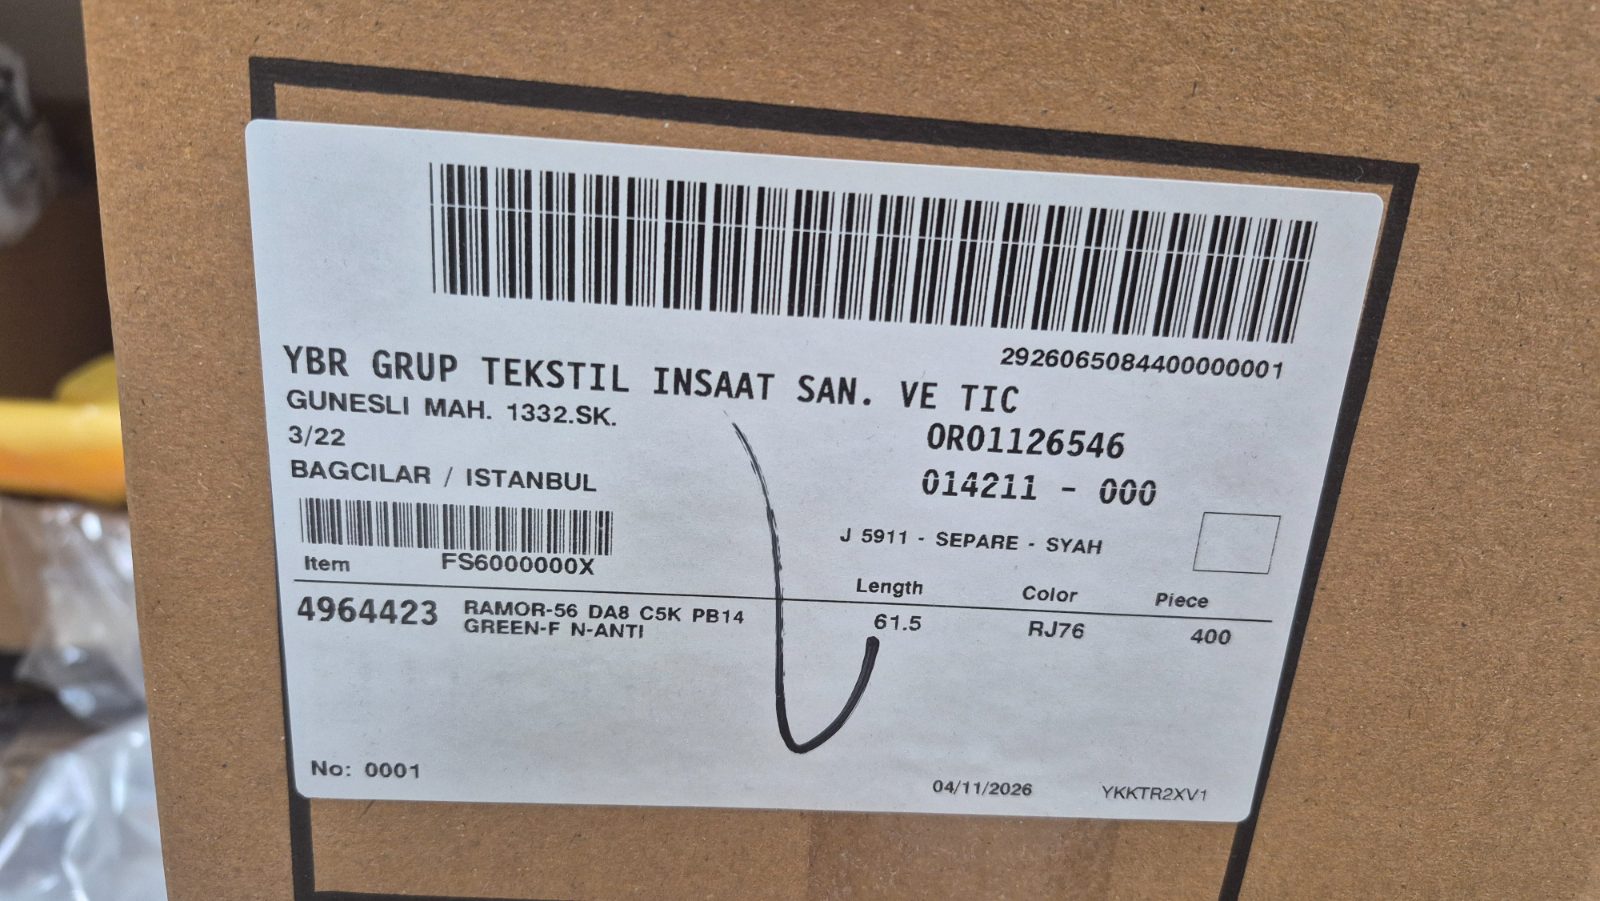 2926065084400000001
YBR GRUP TEKSTIL INSAAT SAN. VE TIC
GUNESLI MAH. 1332.SK.
3/22
BAGCILAR / ISTANBUL
OR01126546
014211 - 000
J 5911 - SEPARE - SYAH
FS6000000X
Item Length Color Piece
4964423 RAMOR-56 DA8 C5K PB14 61.5 RJ76 400
GREEN-F N-ANTI
No: 0001 04/11/2026 YKKTR2XV1